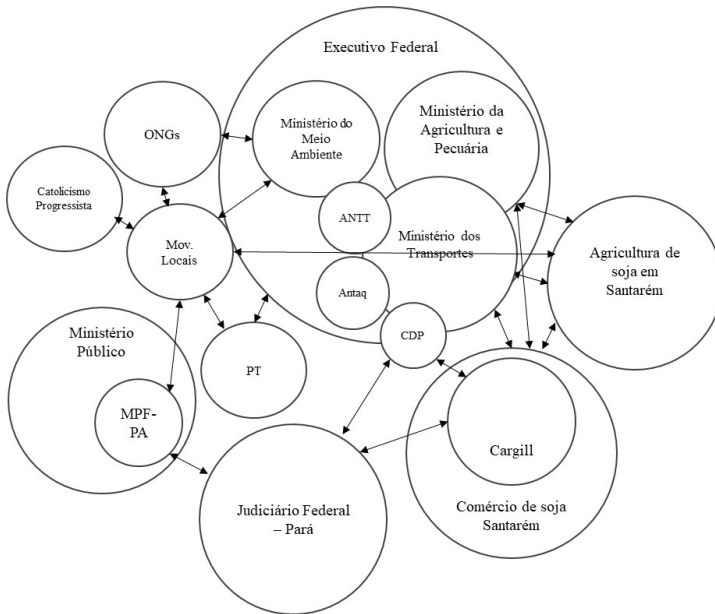 Executivo Federal
ONGs
Ministério do
Meio
Ambiente
Ministério da
Agricultura e
Pecuária
Catolicismo
Progressista
Mov.
Locais
ANTT
Ministério dos
Transportes
Agricultura de
soja em
Santarém
Antaq
CDP
Ministério
Público
PT
MPF-
PA
Cargill
Judiciário Federal
– Pará
Comércio de soja
Santarém